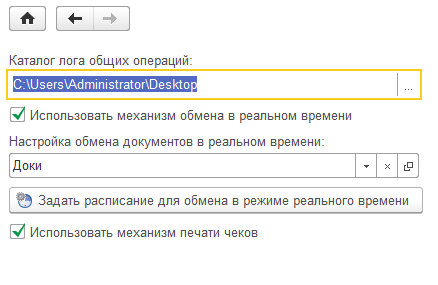 Каталог лога общих операций:
C:\Users\Administrator\Desktop
...
Использовать механизм обмена в реальном времени
Настройка обмена документов в реальном времени:
Доки
Задать расписание для обмена в режиме реального времени
Использовать механизм печати чеков